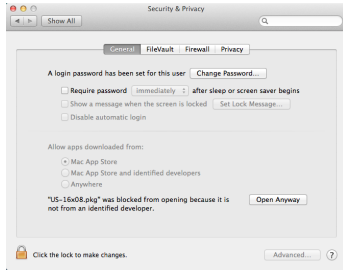 Security & Privacy
Show All
General FileVault Firewall Privacy
A login password has been set for this user Change Password...
Require password immediately after sleep or screen saver begins
Show a message when the screen is locked Set Lock Message...
Disable automatic login
Allow apps downloaded from:
Mac App Store
Mac App Store and identified developers
Anywhere
"US-16x08.pkg" was blocked from opening because it is Open Anyway
not from an identified developer.
Click the lock to make changes. Advanced... ?